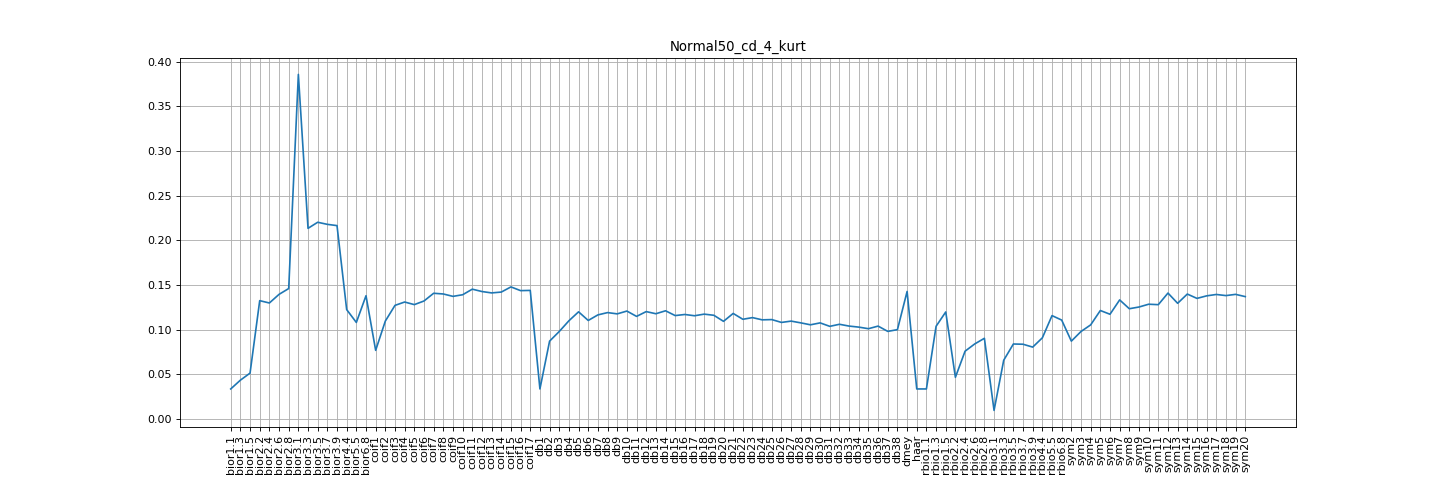 Normal50_cd_4_kurt
0.40
0.35
0.30
0.25
0.20
0.15
0.10
0.05
0.00
bior1.1
bior1.3
bior1.5
bior2.2
bior2.4
bior2.6
bior2.8
bior3.1
bior3.3
bior3.5
bior3.7
bior3.9
bior4.4
bior5.5
bior6.8
coif1
coif2
coif3
coif4
coif5
coif6
coif7
coif8
coif9
coif10
coif11
coif12
coif13
coif14
coif15
coif16
coif17
db1
db2
db3
db4
db5
db6
db7
db8
db9
db10
db11
db12
db13
db14
db15
db16
db17
db18
db19
db20
db21
db22
db23
db24
db25
db26
db27
db28
db29
db30
db31
db32
db33
db34
db35
db36
db37
db38
dmey
haar
rbio1.1
rbio1.3
rbio1.5
rbio2.2
rbio2.4
rbio2.6
rbio2.8
rbio3.1
rbio3.3
rbio3.5
rbio3.7
rbio3.9
rbio4.4
rbio5.5
rbio6.8
sym2
sym3
sym4
sym5
sym6
sym7
sym8
sym9
sym10
sym11
sym12
sym13
sym14
sym15
sym16
sym17
sym18
sym19
sym20